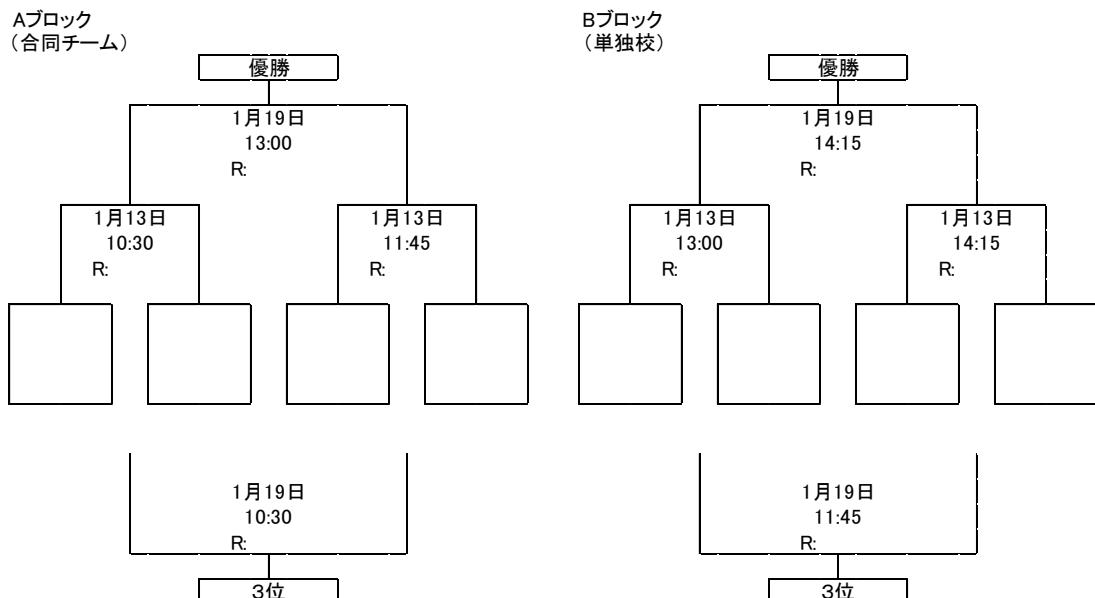 Aブロック
（合同チーム）
優勝
1月19日
13:00
R:
1月13日
10:30
R:
1月13日
11:45
R:
1月19日
10:30
R:
3位
Bブロック
（単独校）
優勝
1月19日
14:15
R:
1月13日
13:00
R:
1月13日
14:15
R:
1月19日
11:45
R:
3位